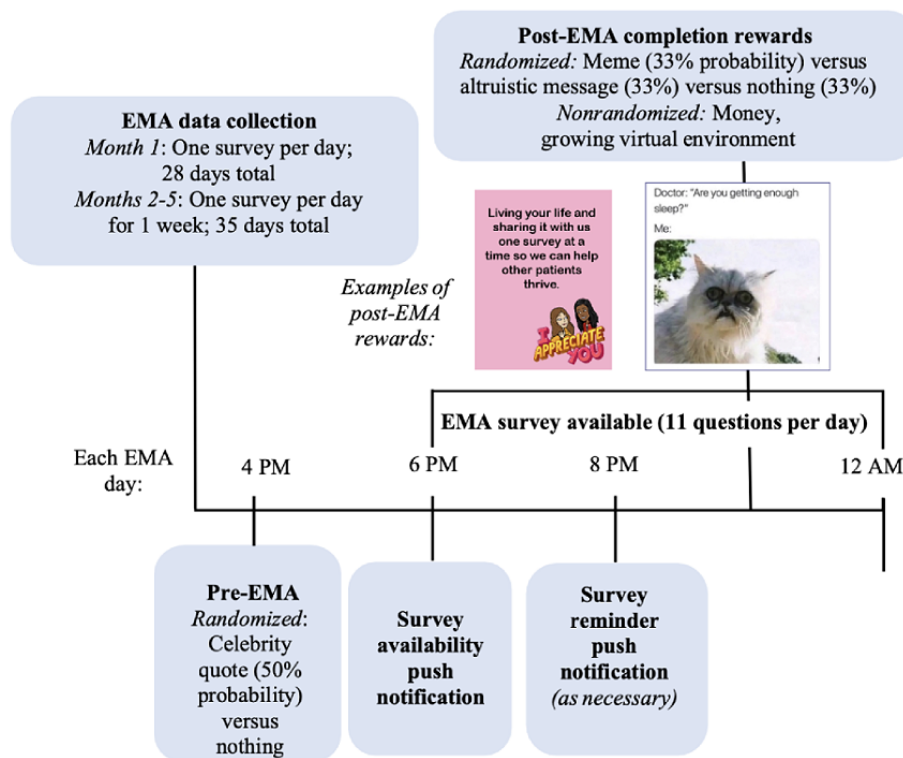 Post-EMA completion rewards
Randomized: Meme (33% probability) versus
altruistic message (33%) versus nothing (33%)
Nonrandomized: Money,
growing virtual environment
EMA data collection
Month 1: One survey per day;
28 days total
Months 2-5: One survey per day
for 1 week; 35 days total
Examples of
post-EMA
rewards:
Living your life and
sharing it with us
one survey at a
time so we can help
other patients
thrive.
I
APPRECIATE
YOU
Doctor: "Are you getting enough
sleep?"
Me:
EMA survey available (11 questions per day)
Each EMA
day:
4 PM
6 PM
8 PM
12 AM
Pre-EMA
Randomized:
Celebrity
quote (50%
probability)
versus
nothing
Survey
availability
push
notification
Survey
reminder
push
notification
(as necessary)